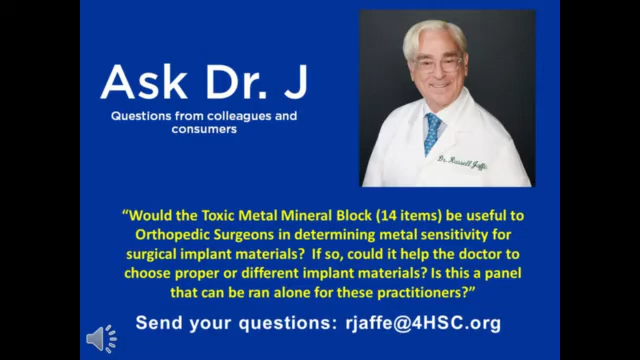 Ask Dr. J
Questions from colleagues and
consumers
Dr. Russell Jaffe
“Would the Toxic Metal Mineral Block (14 items) be useful to
Orthopedic Surgeons in determining metal sensitivity for
surgical implant materials?  If so, could it help the doctor to
choose proper or different implant materials? Is this a panel
that can be ran alone for these practitioners?”
Send your questions: rjaffe@4HSC.org